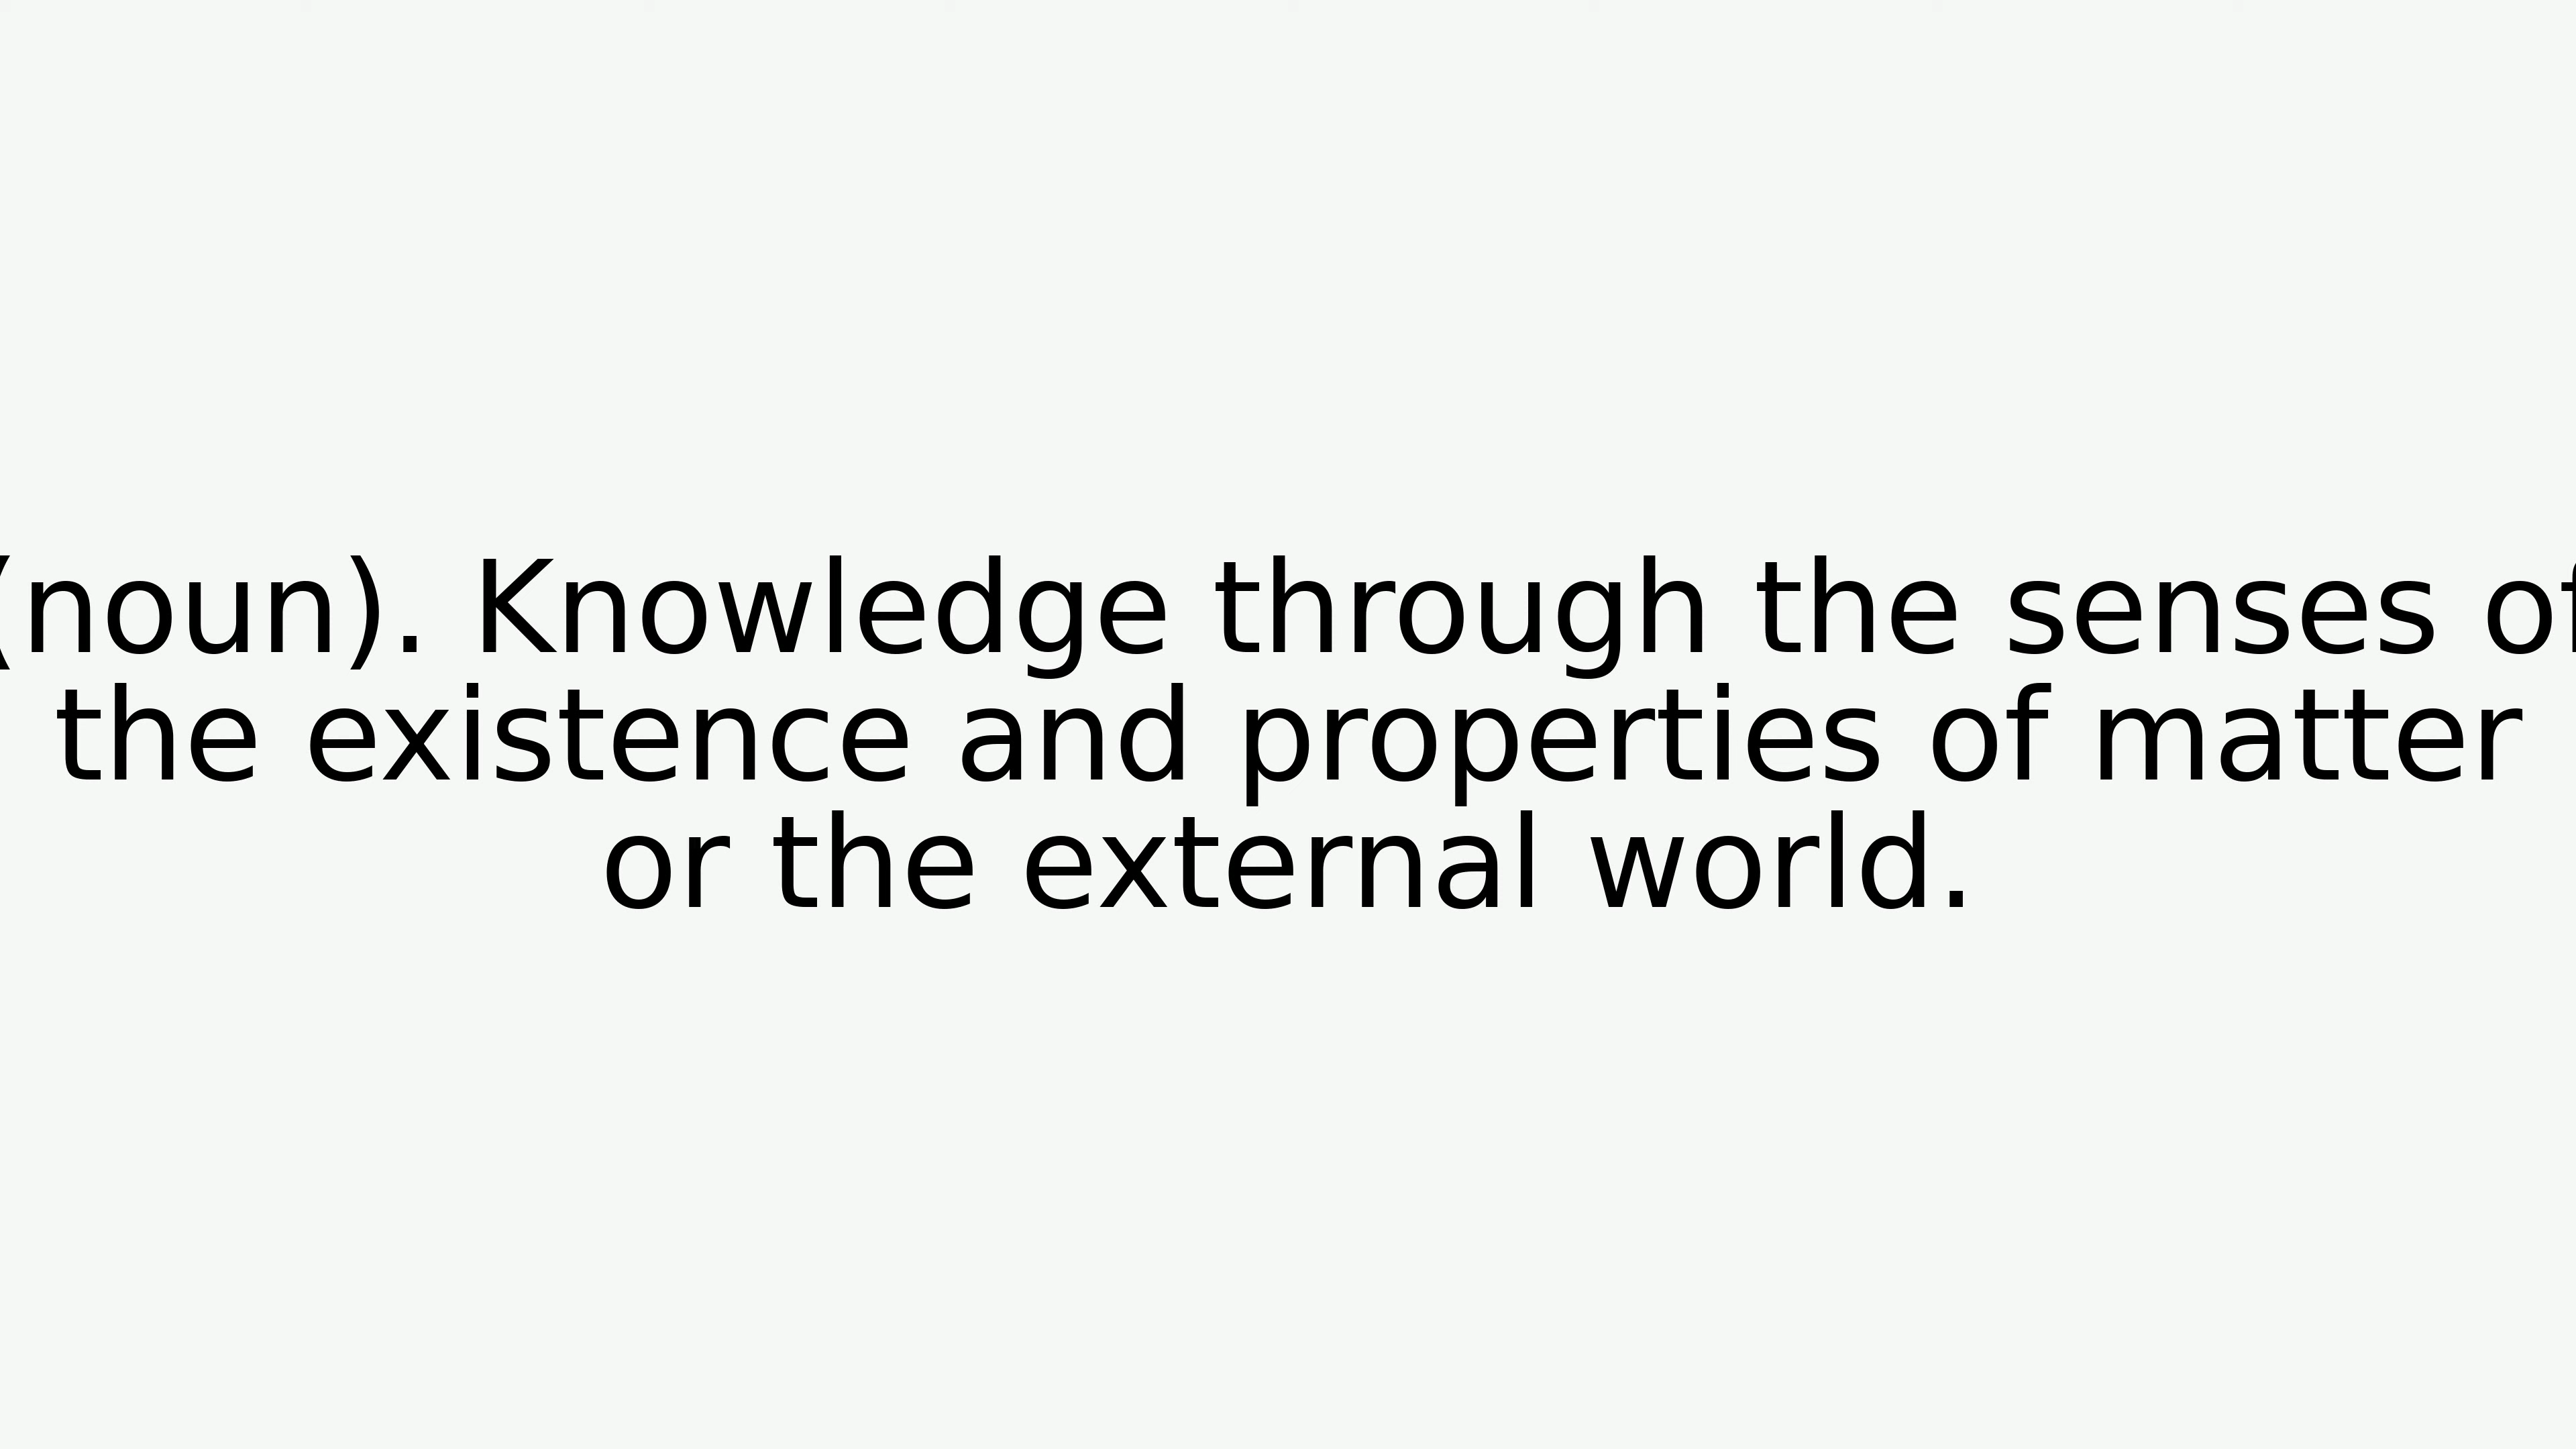 (noun). Knowledge through the senses of
the existence and properties of matter
or the external world.